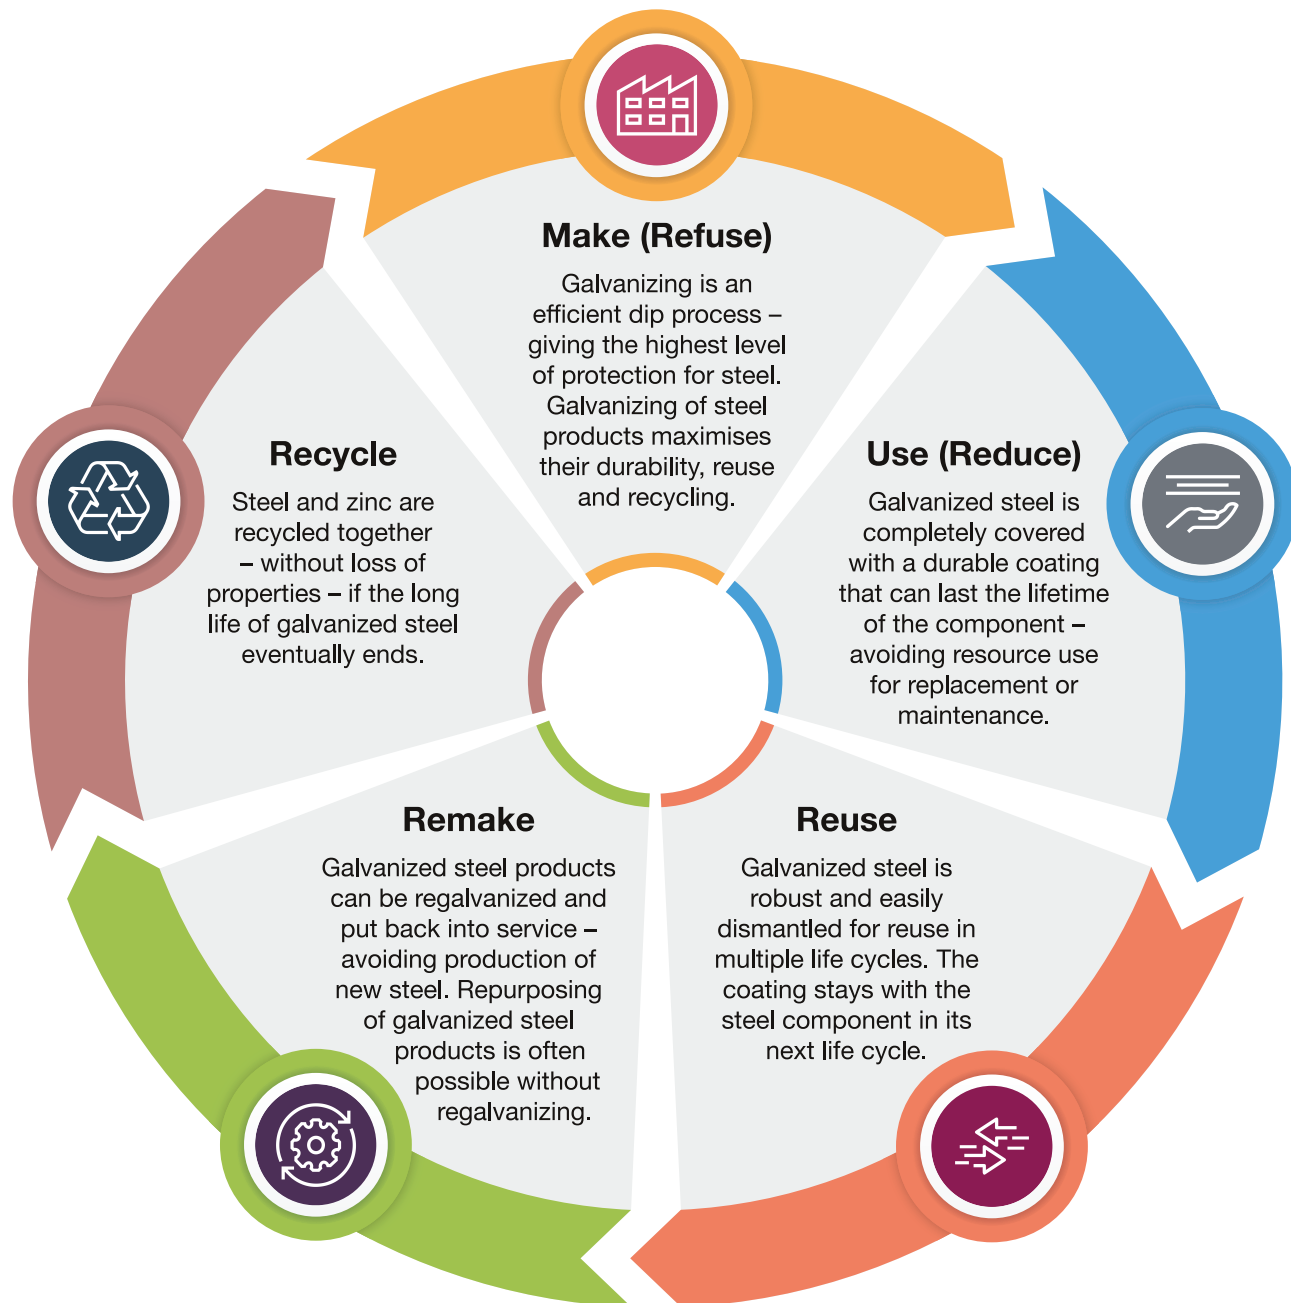 Make (Refuse)
Galvanizing is an
efficient dip process –
giving the highest level
of protection for steel.
Galvanizing of steel
products maximises
their durability, reuse
and recycling.
Use (Reduce)
Galvanized steel is
completely covered
with a durable coating
that can last the lifetime
of the component –
avoiding resource use
for replacement or
maintenance.
Reuse
Galvanized steel is
robust and easily
dismantled for reuse in
multiple life cycles. The
coating stays with the
steel component in its
next life cycle.
Remake
Galvanized steel products
can be regalvanized and
put back into service –
avoiding production of
new steel. Repurposing
of galvanized steel
products is often
possible without
regalvanizing.
Recycle
Steel and zinc are
recycled together
– without loss of
properties – if the long
life of galvanized steel
eventually ends.